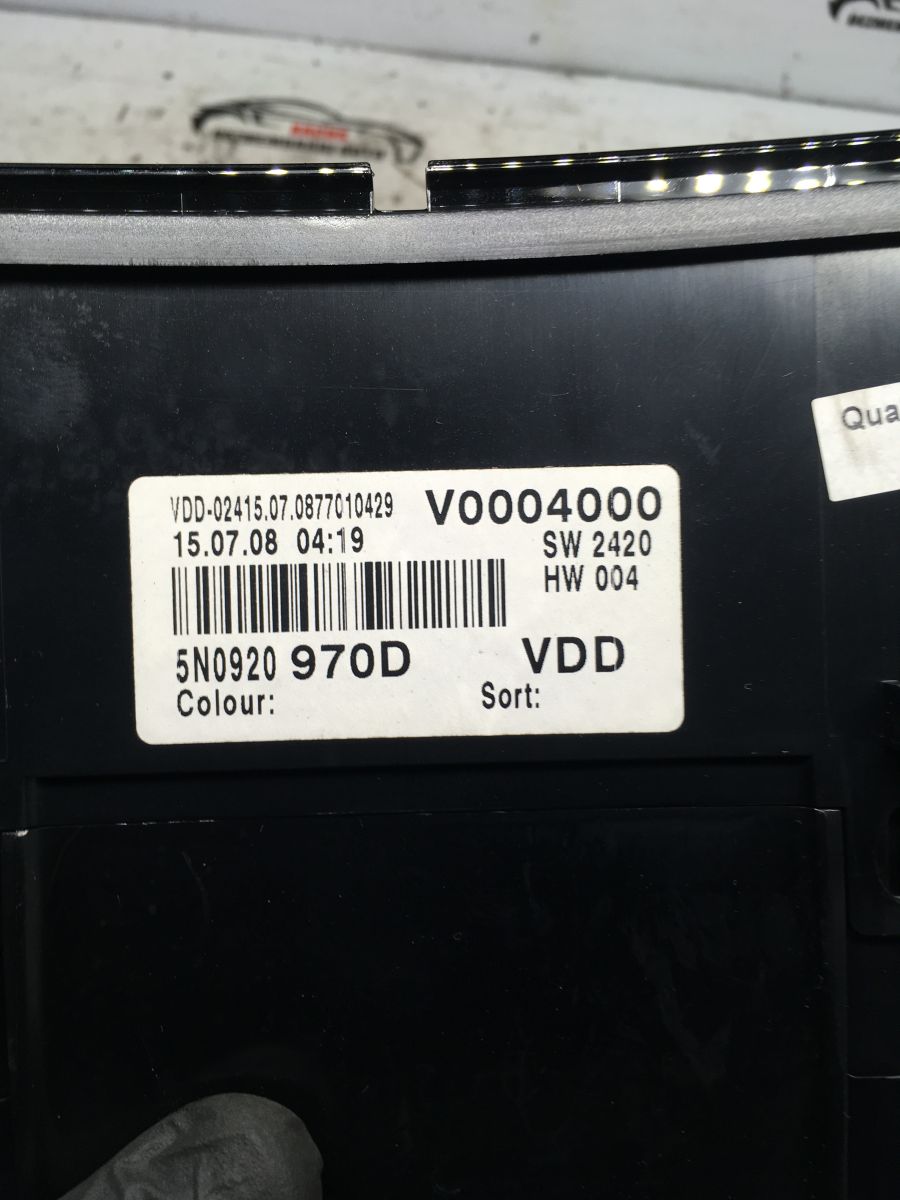 VDD-02415.07.0877010429 V0004000
15.07.08 04:19 SW 2420
HW 004
5N0920 970D VDD
Colour: Sort:
Qua